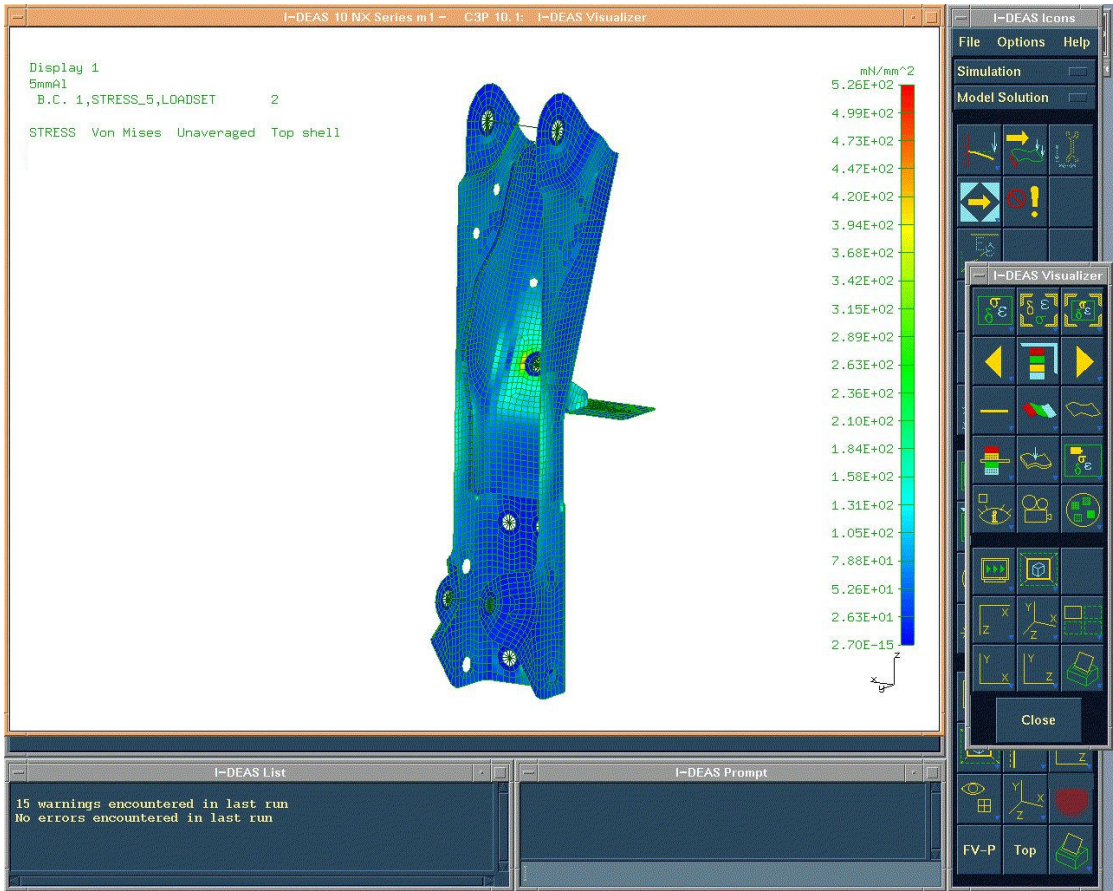 I-DEAS 10 NX Series m1 - C3P 10.1: I-DEAS Visualizer
Display 1
5mmAl
B.C. 1,STRESS_5,LOADSET 2
STRESS Von Mises Unaveraged Top shell
mN/mm^2
5.26E+02
4.99E+02
4.73E+02
4.47E+02
4.20E+02
3.94E+02
3.68E+02
3.42E+02
3.15E+02
2.89E+02
2.63E+02
2.36E+02
2.10E+02
1.84E+02
1.58E+02
1.31E+02
1.05E+02
7.88E+01
5.26E+01
2.63E+01
2.70E-15
z
x
y
I-DEAS Icons
File Options Help
Simulation
Model Solution
I-DEAS Visualizer
σ δ ε
δ ε σ
σ δ ε
σ δ ε
i
X Z
Y X Z
Y X
Y Z
Close
Z
Y X Z
FV-P Top
I-DEAS List
15 warnings encountered in last run
No errors encountered in last run
I-DEAS Prompt